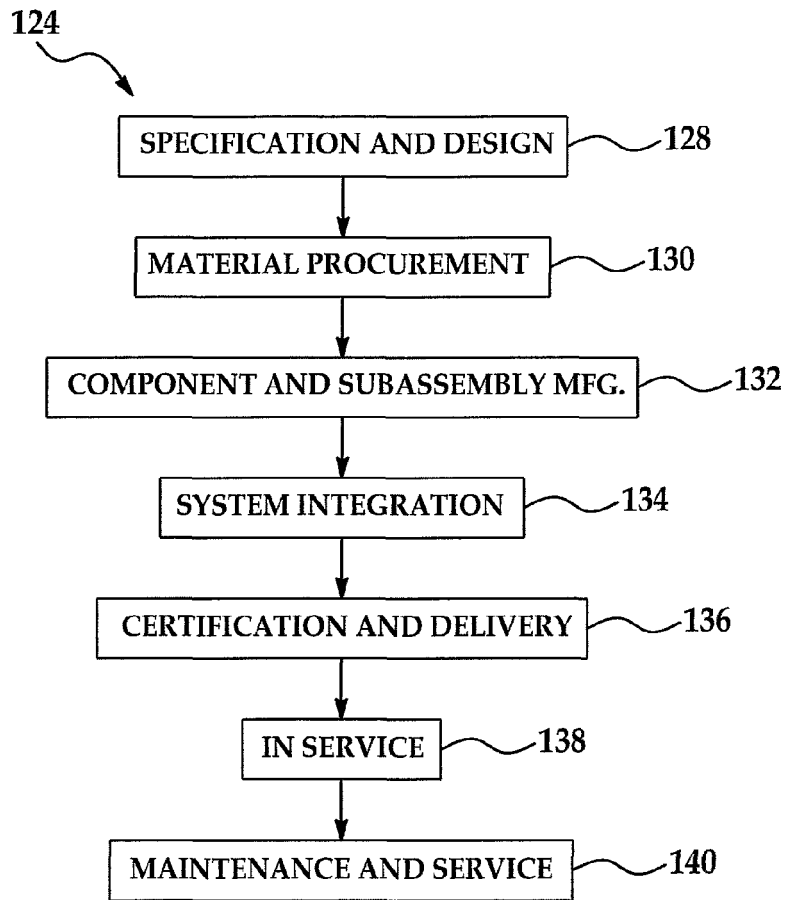 124
SPECIFICATION AND DESIGN 128
MATERIAL PROCUREMENT 130
COMPONENT AND SUBASSEMBLY MFG. 132
SYSTEM INTEGRATION 134
CERTIFICATION AND DELIVERY 136
IN SERVICE 138
MAINTENANCE AND SERVICE 140